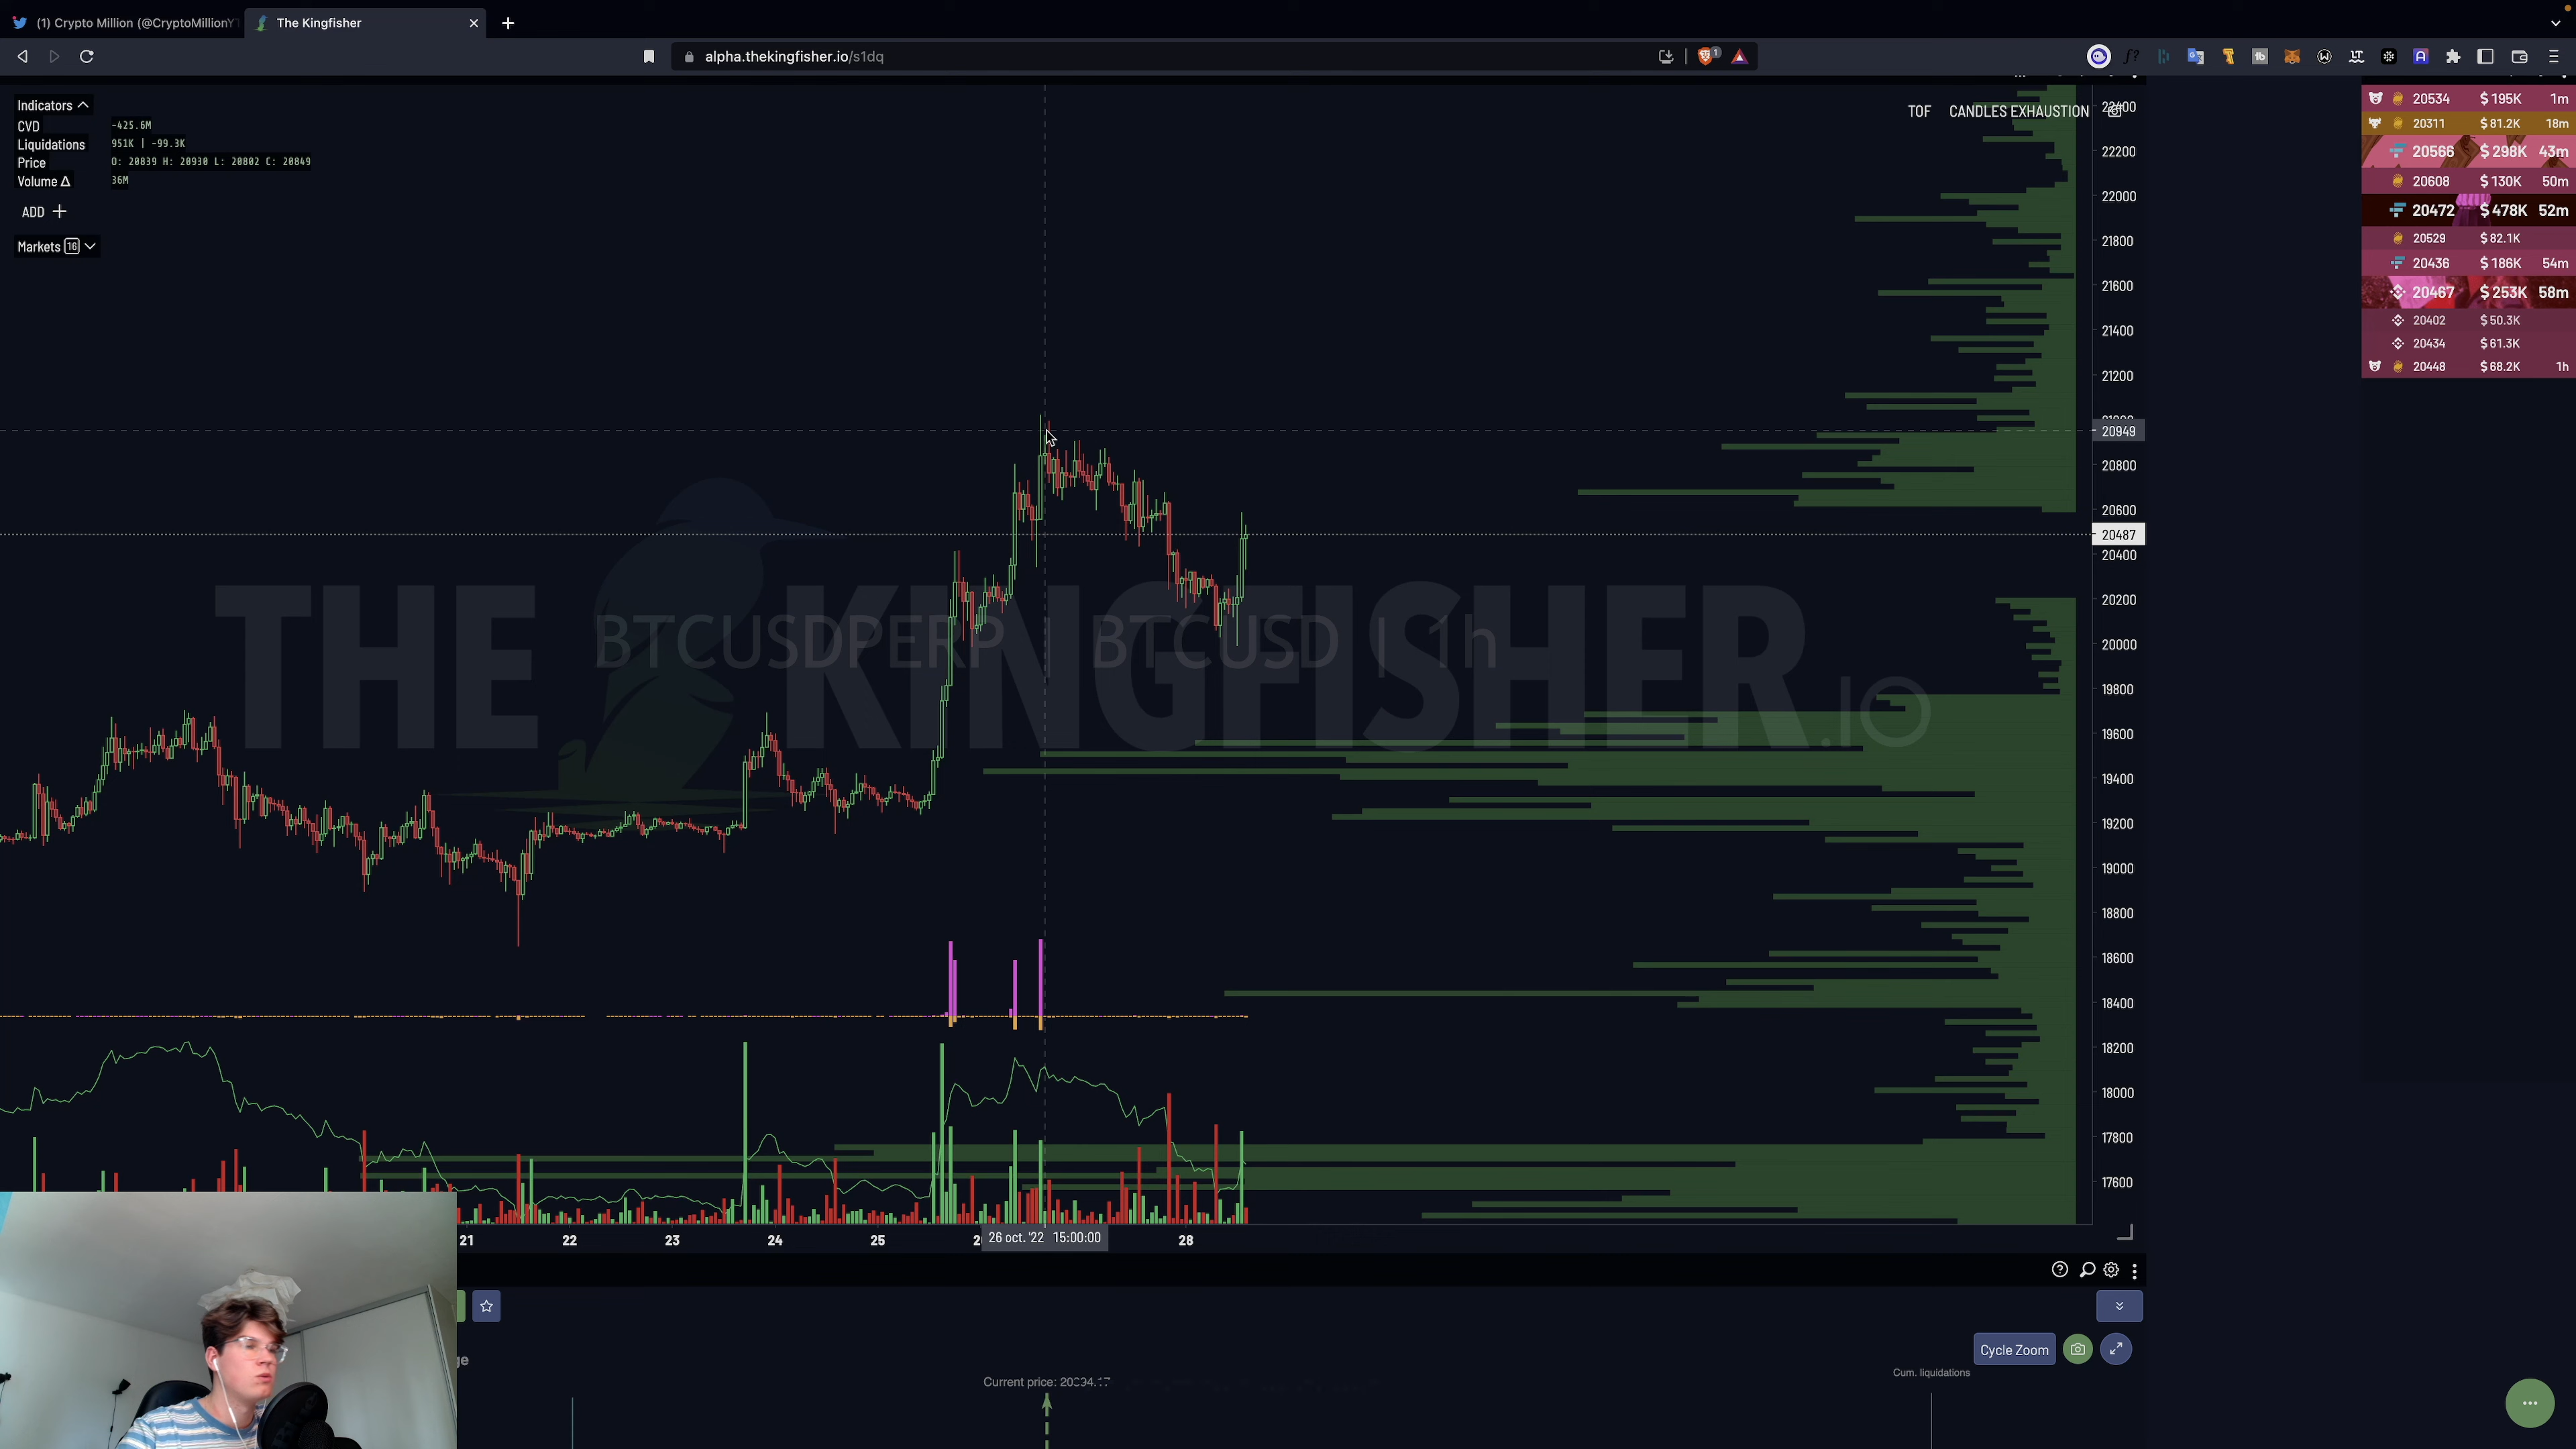 (1) Crypto Million (@CryptoMillionY
The Kingfisher
alpha.thekingfisher.io/s1dq
1
Indicators
CVD -425.6M
Liquidations 951K | -99.3K
Price O: 20839 H: 20930 L: 20802 C: 20849
Volume Δ 36M
ADD
Markets 16
TOF CANDLES EXHAUSTION
22400
22200
22000
21800
21600
21400
21200
20949
20800
20600
20487
20400
20200
20000
19800
19600
19400
19200
19000
18800
18600
18400
18200
18000
17800
17600
20534 $195K 1m
20311 $81.2K 18m
20566 $298K 43m
20608 $130K 50m
20472 $478K 52m
20529 $82.1K
20436 $186K 54m
20467 $253K 58m
20402 $50.3K
20434 $61.3K
20448 $68.2K 1h
THE KINGFISHER.IO
BTCUSDPERP | BTCUSD | 1h
21 22 23 24 25 26 oct. '22 15:00:00 28
Cycle Zoom
ge
Cum. liquidations